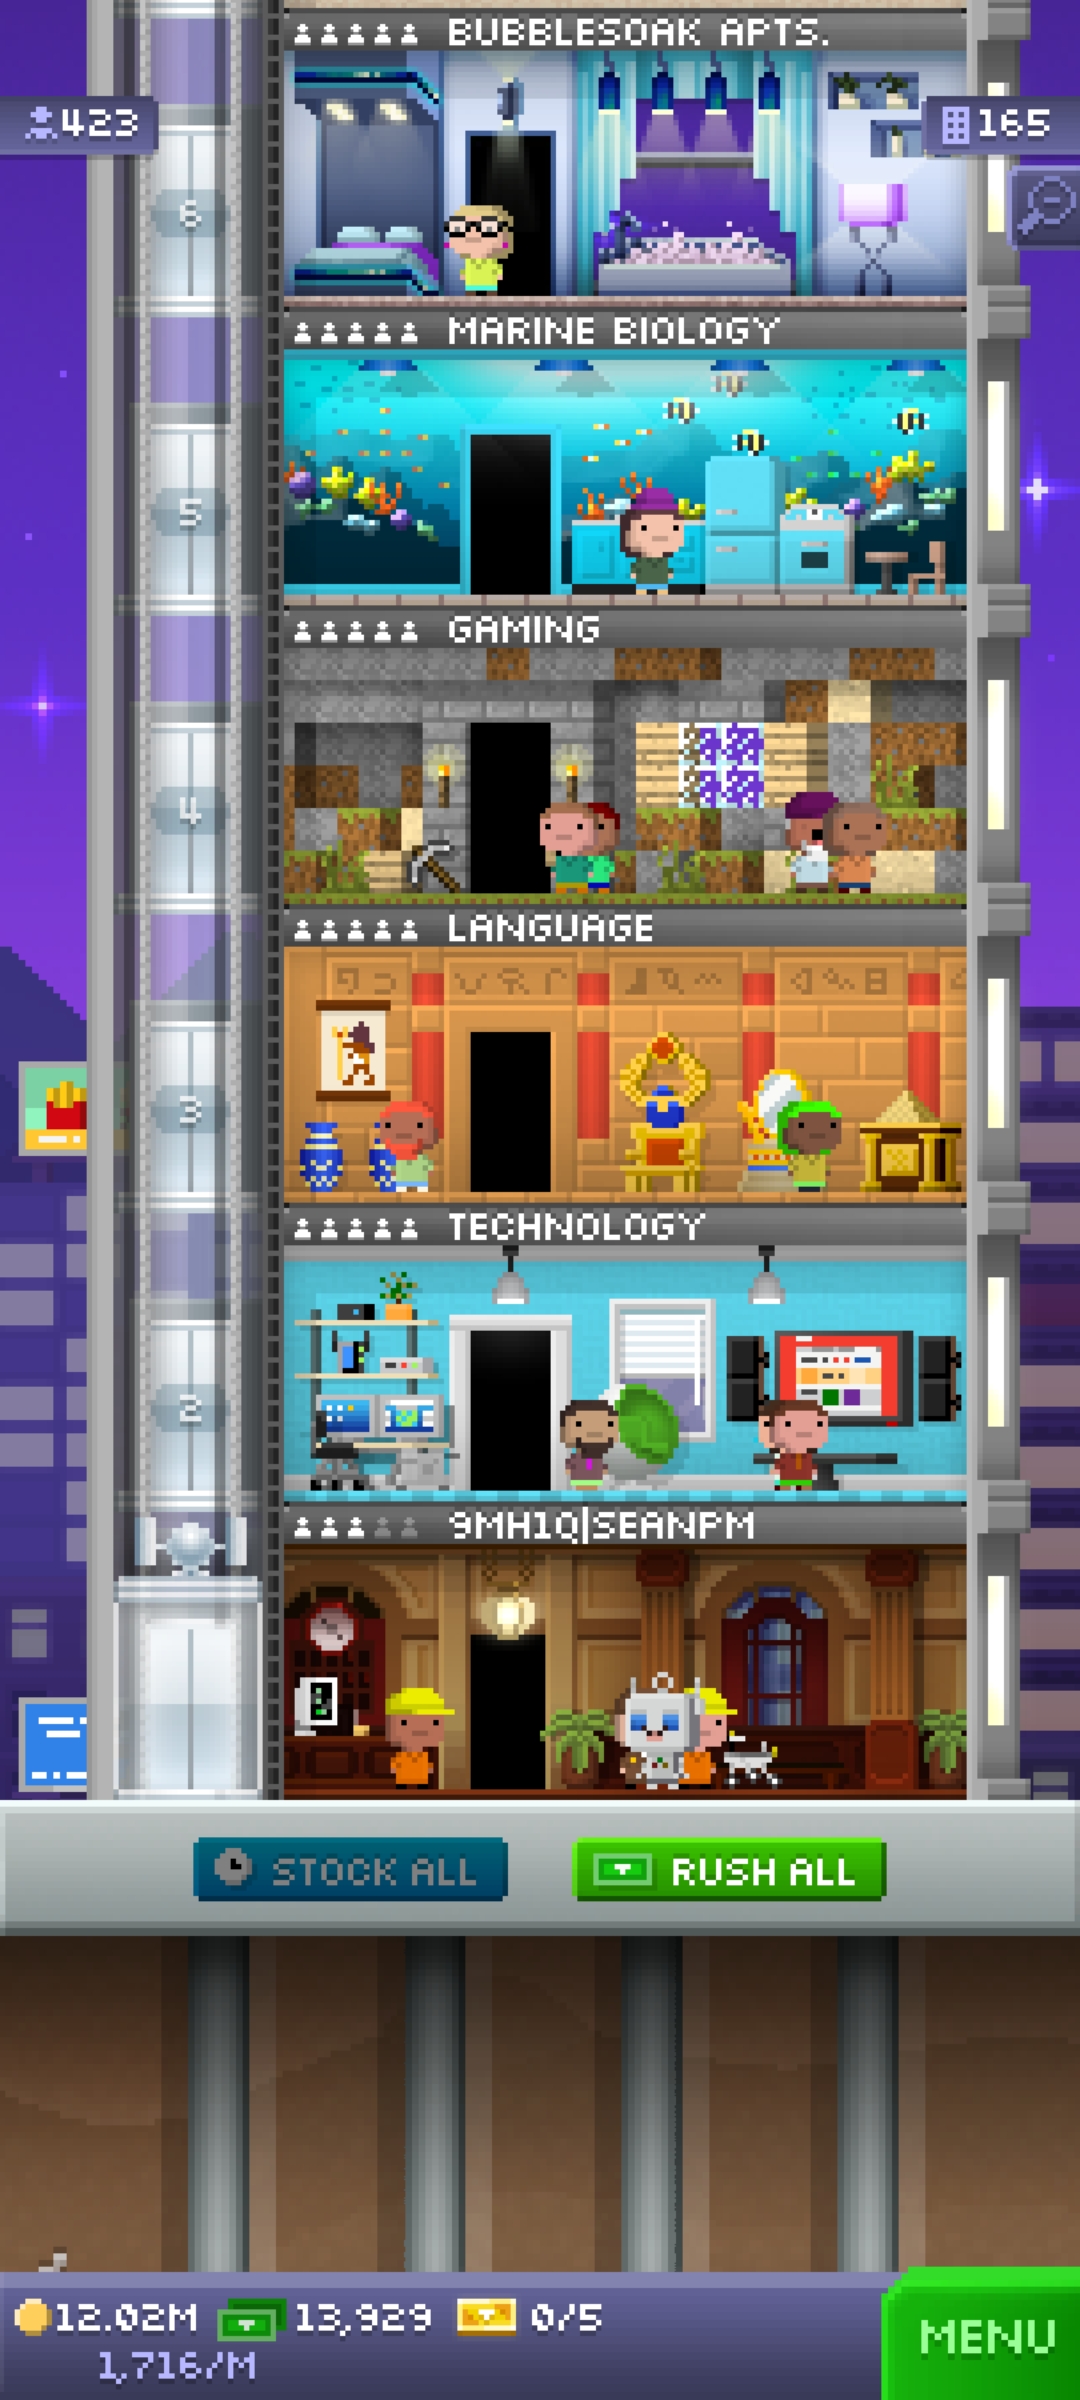 BUBBLESOAK APTS.
423
165
6
MARINE BIOLOGY
5
GAMING
4
LANGUAGE
3
TECHNOLOGY
2
9MH1Q|SEANPM
STOCK ALL
RUSH ALL
12.02M 13,929 0/5
1,716/M
MENU